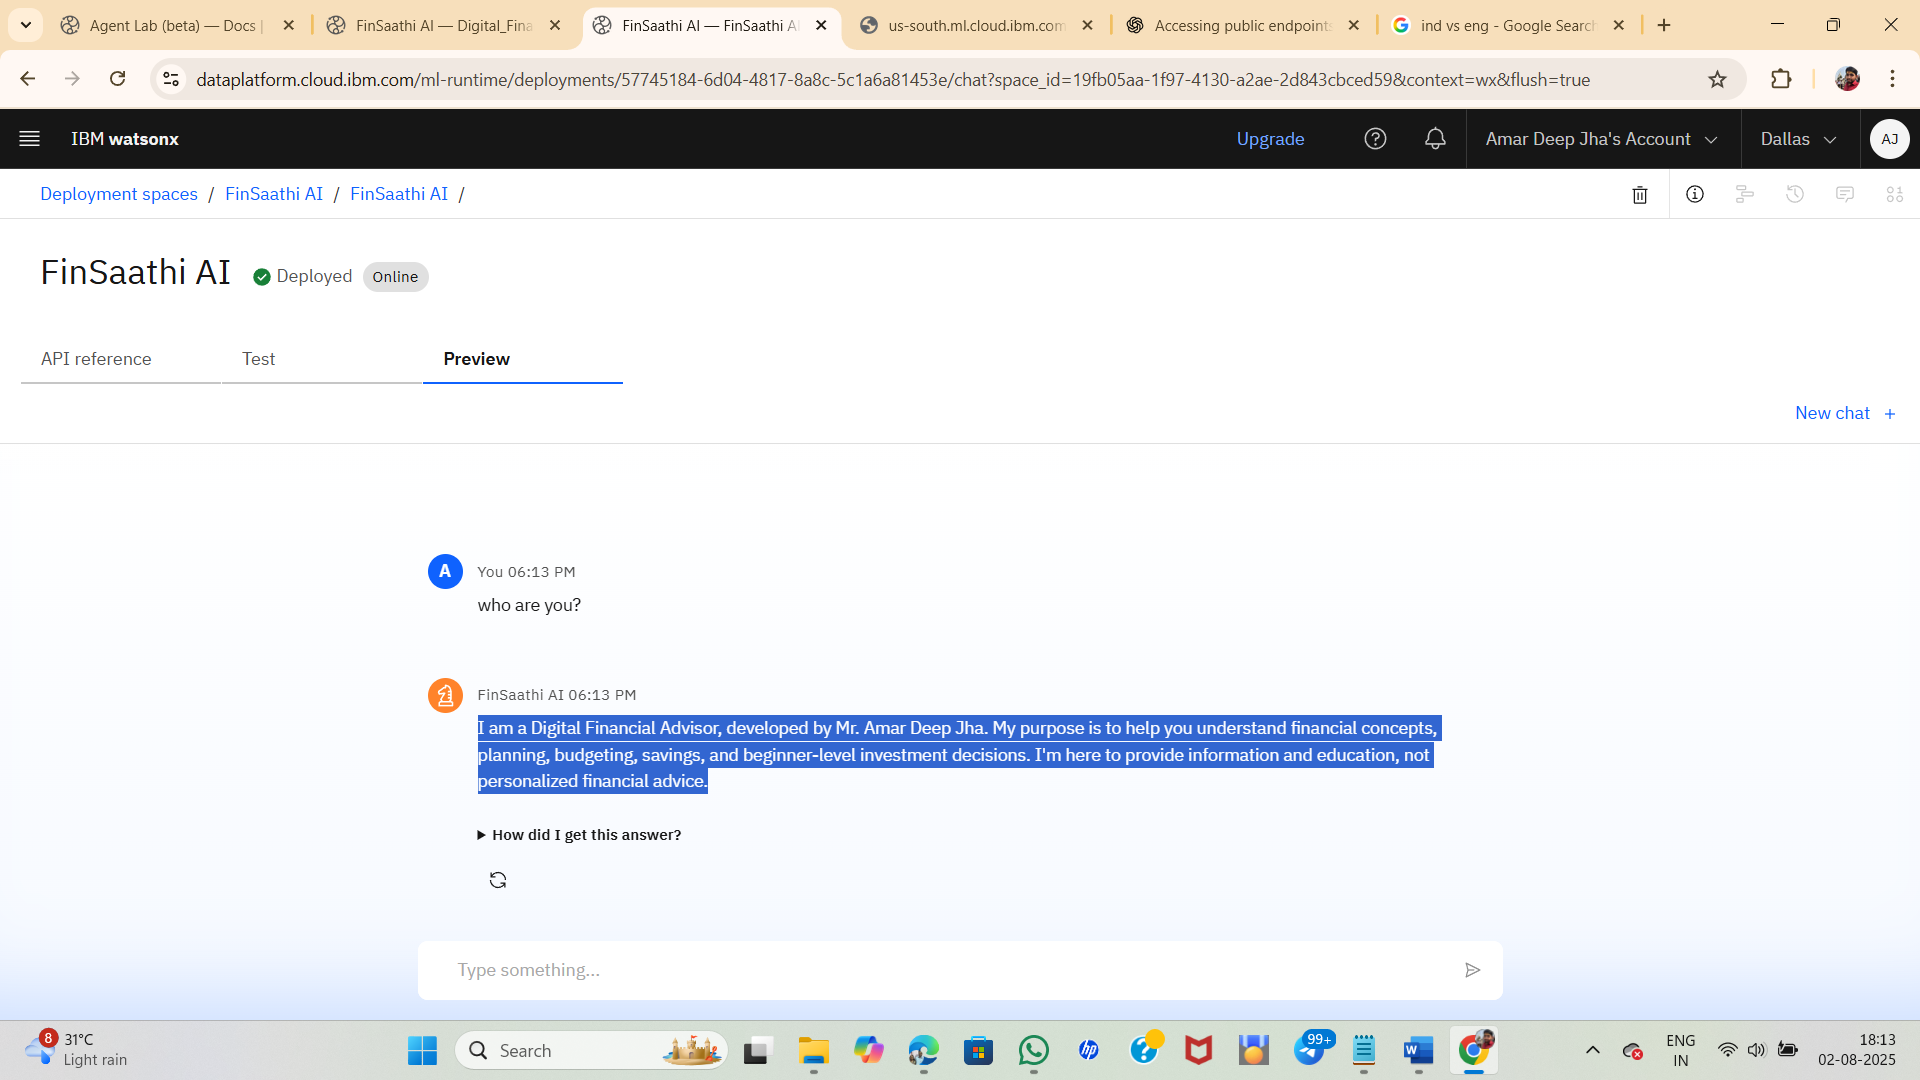 Agent Lab (beta) — Docs |
FinSaathi AI — Digital_Fina
FinSaathi AI — FinSaathi AI
us-south.ml.cloud.ibm.com
Accessing public endpoints
ind vs eng - Google Search
dataplatform.cloud.ibm.com/ml-runtime/deployments/57745184-6d04-4817-8a8c-5c1a6a81453e/chat?space_id=19fb05aa-1f97-4130-a2ae-2d843cbced59&context=wx&flush=true
IBM watsonx
Upgrade
Amar Deep Jha's Account
Dallas
AJ
Deployment spaces / FinSaathi AI / FinSaathi AI /
FinSaathi AI
Deployed
Online
API reference
Test
Preview
New chat +
A
You 06:13 PM
who are you?
FinSaathi AI 06:13 PM
I am a Digital Financial Advisor, developed by Mr. Amar Deep Jha. My purpose is to help you understand financial concepts,
planning, budgeting, savings, and beginner-level investment decisions. I'm here to provide information and education, not
personalized financial advice.
How did I get this answer?
Type something...
8
31°C
Light rain
Search
hp
99+
W
ENG
IN
18:13
02-08-2025